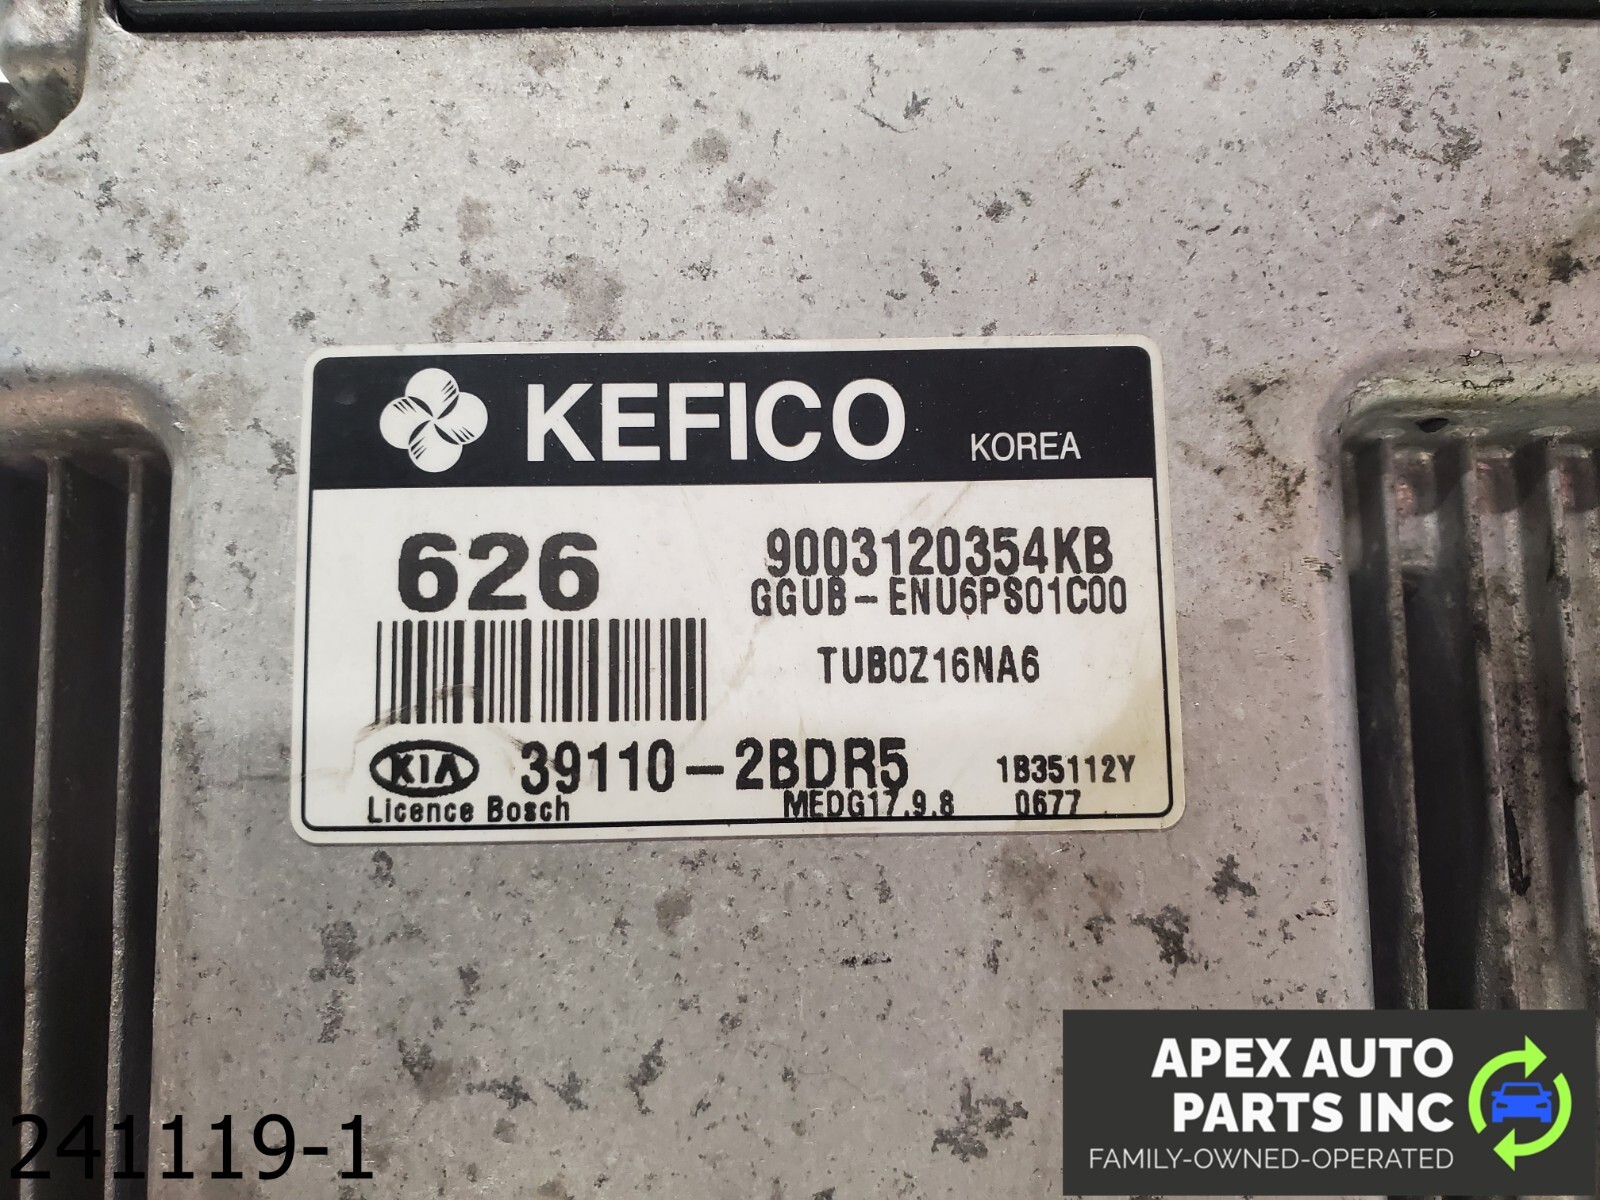 KEFICO KOREA
626
9003120354KB
GGUB-ENU6PS01C00
TUB0Z16NA6
KIA 39110-2BDR5 1B35112Y
Licence Bosch MEDG17.9.8 0677
APEX AUTO
PARTS INC
FAMILY-OWNED-OPERATED
241119-1